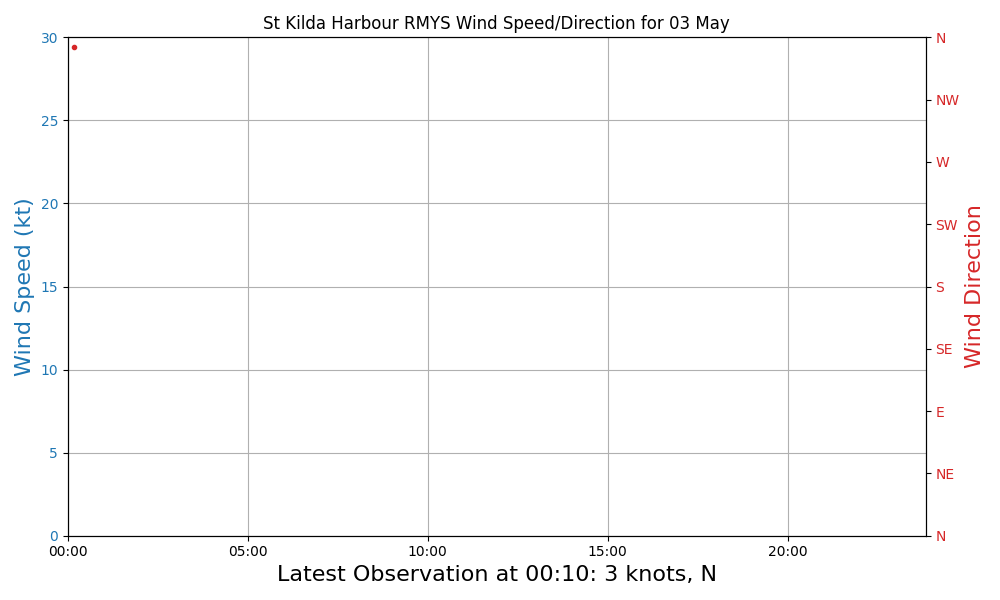 St Kilda Harbour RMYS Wind Speed/Direction for 03 May
30
25
20
15
10
5
0
Wind Speed (kt)
N
NW
W
SW
S
SE
E
NE
N
Wind Direction
00:00 05:00 10:00 15:00 20:00
Latest Observation at 00:10: 3 knots, N